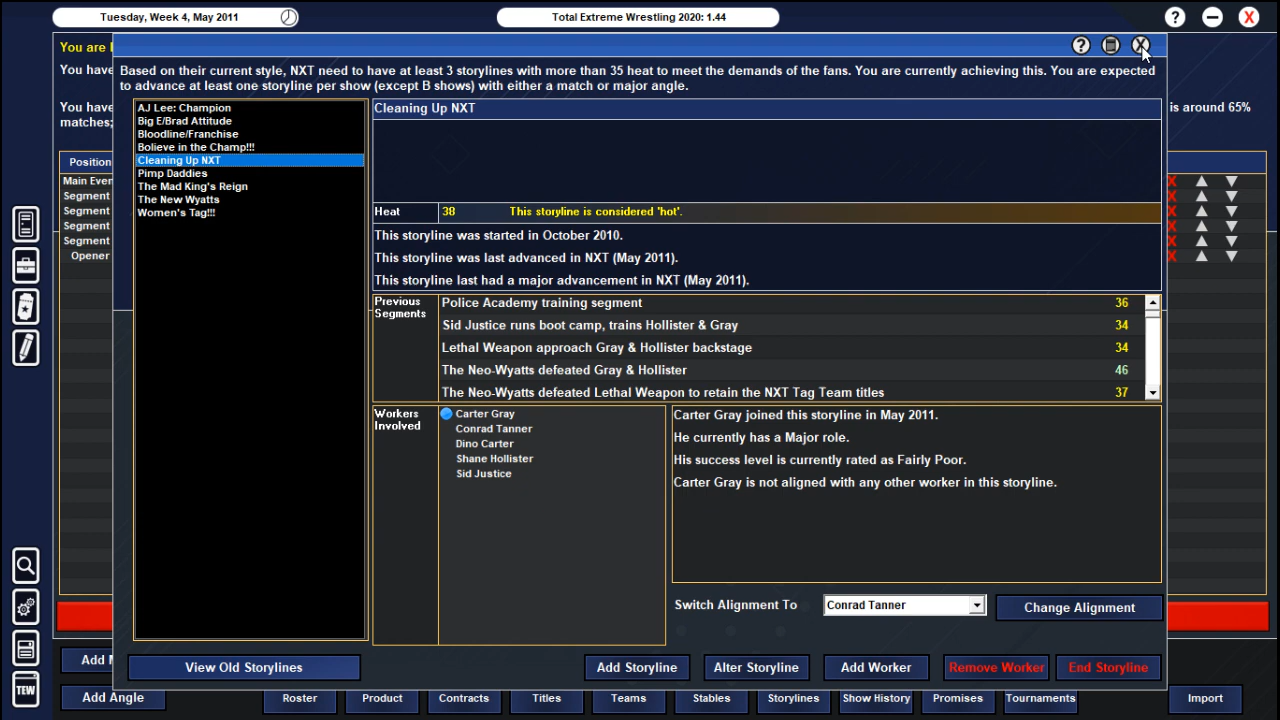 Tuesday, Week 4, May 2011
Total Extreme Wrestling 2020: 1.44
?
X
You are
?
X
You have
Based on their current style, NXT need to have at least 3 storylines with more than 35 heat to meet the demands of the fans. You are currently achieving this. You are expected
to advance at least one storyline per show (except B shows) with either a match or major angle.
You have
matches;
is around 65%
AJ Lee: Champion
Big E/Brad Attitude
Bloodline/Franchise
Bolieve in the Champ!!!
Cleaning Up NXT
Pimp Daddies
The Mad King's Reign
The New Wyatts
Women's Tag!!!
Cleaning Up NXT
Position
Main Even
Segment
Segment
Segment
Segment
Opener
X
X
X
X
X
X
Heat 38 This storyline is considered 'hot'.
This storyline was started in October 2010.
This storyline was last advanced in NXT (May 2011).
This storyline last had a major advancement in NXT (May 2011).
Previous
Segments
Police Academy training segment 36
Sid Justice runs boot camp, trains Hollister & Gray 34
Lethal Weapon approach Gray & Hollister backstage 34
The Neo-Wyatts defeated Gray & Hollister 46
The Neo-Wyatts defeated Lethal Weapon to retain the NXT Tag Team titles 37
Workers
Involved
Carter Gray
Conrad Tanner
Dino Carter
Shane Hollister
Sid Justice
Carter Gray joined this storyline in May 2011.
He currently has a Major role.
His success level is currently rated as Fairly Poor.
Carter Gray is not aligned with any other worker in this storyline.
Switch Alignment To
Conrad Tanner
Change Alignment
Add M
View Old Storylines
Add Storyline
Alter Storyline
Add Worker
Remove Worker
End Storyline
TEW
Add Angle
Roster
Product
Contracts
Titles
Teams
Stables
Storylines
Show History
Promises
Tournaments
Import